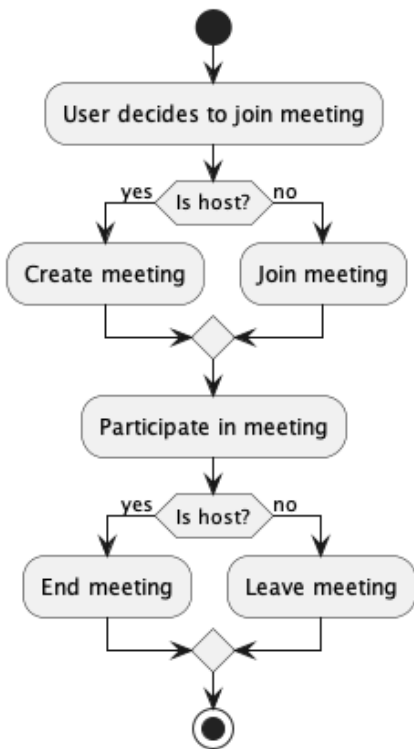 User decides to join meeting
yes
Is host?
no
Create meeting
Join meeting
Participate in meeting
yes
Is host?
no
End meeting
Leave meeting